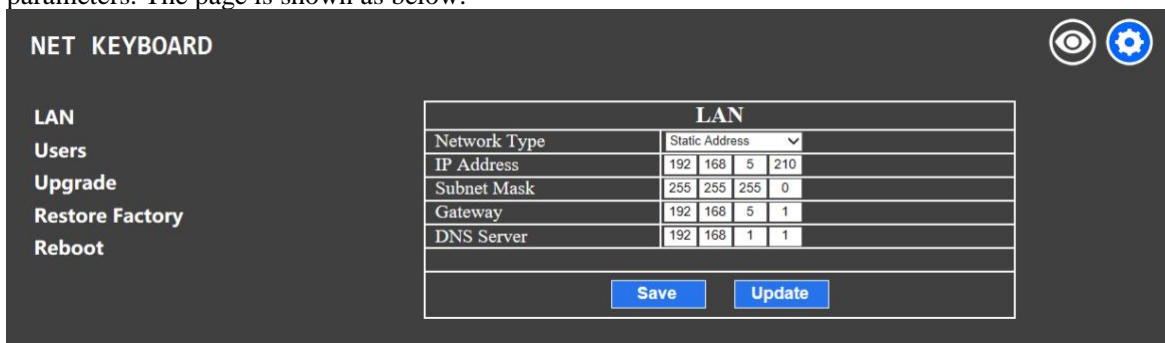 parameters. The page is shown as below:
NET KEYBOARD
LAN
Users
Upgrade
Restore Factory
Reboot
LAN
Network Type Static Address
IP Address 192 168 5 210
Subnet Mask 255 255 255 0
Gateway 192 168 5 1
DNS Server 192 168 1 1
Save Update